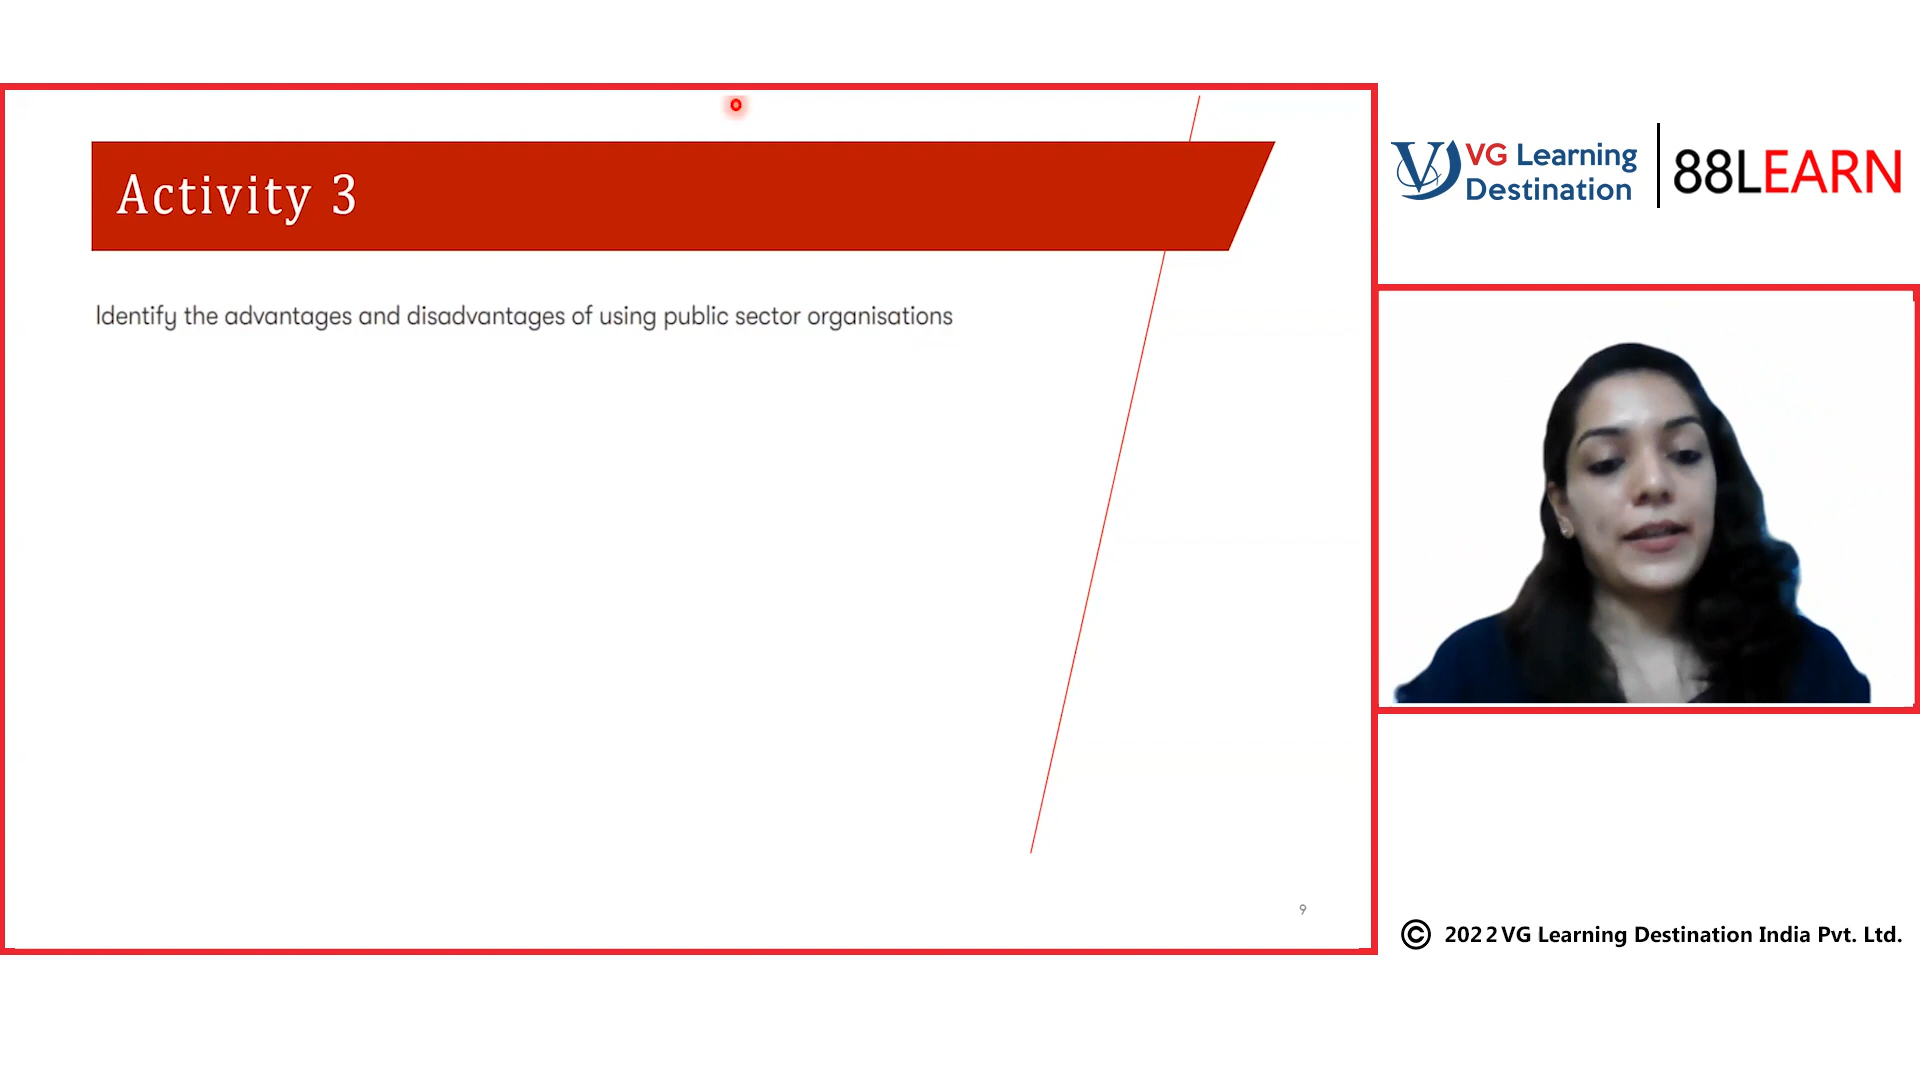 Activity 3
Identify the advantages and disadvantages of using public sector organisations
9
VG Learning
Destination
88LEARN
© 2022 VG Learning Destination India Pvt. Ltd.